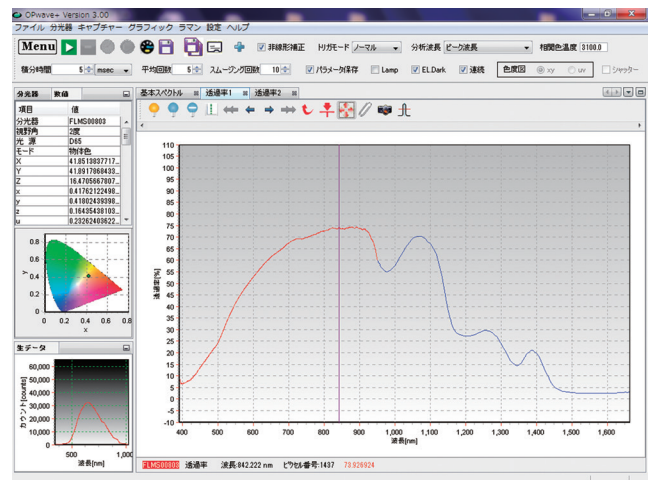 OPwave+ Version 3.00
ファイル 分光器 キャプチャー グラフィック ラマン 設定 ヘルプ
Menu 非線形補正 トリガモード ノーマル 分析波長 ピーク波長 相関色温度 3100.0
積分時間 5 msec 平均回数 5 スムージング回数 10 パラメータ保存 Lamp EL.Dark 連続 色度図 xy uv シャッター
分光器 数値 基本スペクトル 透過率1 透過率2
項目 値
分光器 FLMS00803
視野角 2度
光 源 D65
モード 物体色
X 41.8513837717...
Y 41.8917868433...
Z 16.4705667807...
x 0.41762122498...
y 0.41802439398...
z 0.16435438103...
u 0.23262403622...
0.8
0.6
0.4
0.2
0
y
0 0.2 0.4 0.6 0.8
x
生データ
60,000
50,000
40,000
30,000
20,000
10,000
0
カウント[counts]
500 1,000
波長[nm]
110
105
100
95
90
85
80
75
70
65
60
55
50
45
40
35
30
25
20
15
10
5
0
-5
-10
透過率[%]
400 500 600 700 800 900 1,000 1,100 1,200 1,300 1,400 1,500 1,600
波長[nm]
FLMS00803 透過率 波長:842.222 nm ピクセル番号:1437 73.926924